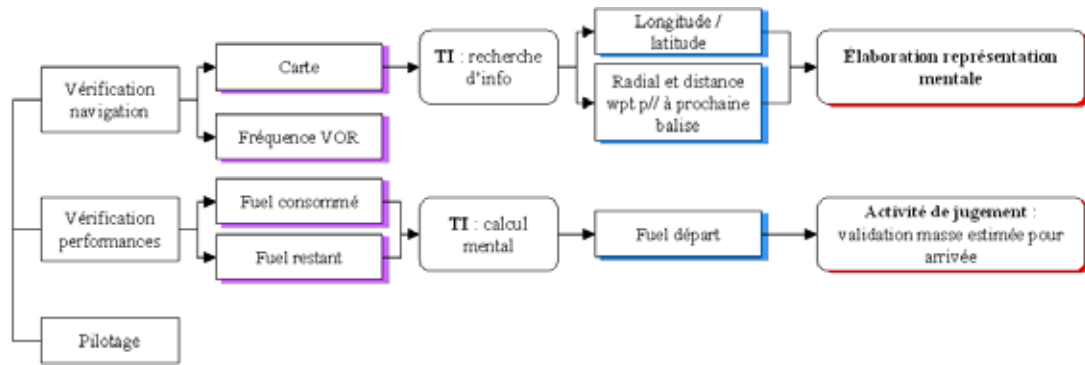 Vérification
navigation
Carte
Fréquence VOR
TI : recherche
d'info
Longitude /
latitude
Radial et distance
wpt p// à prochaine
balise
Élaboration représentation
mentale
Vérification
performances
Fuel consommé
Fuel restant
TI : calcul
mental
Fuel départ
Activité de jugement :
validation masse estimée pour
arrivée
Pilotage